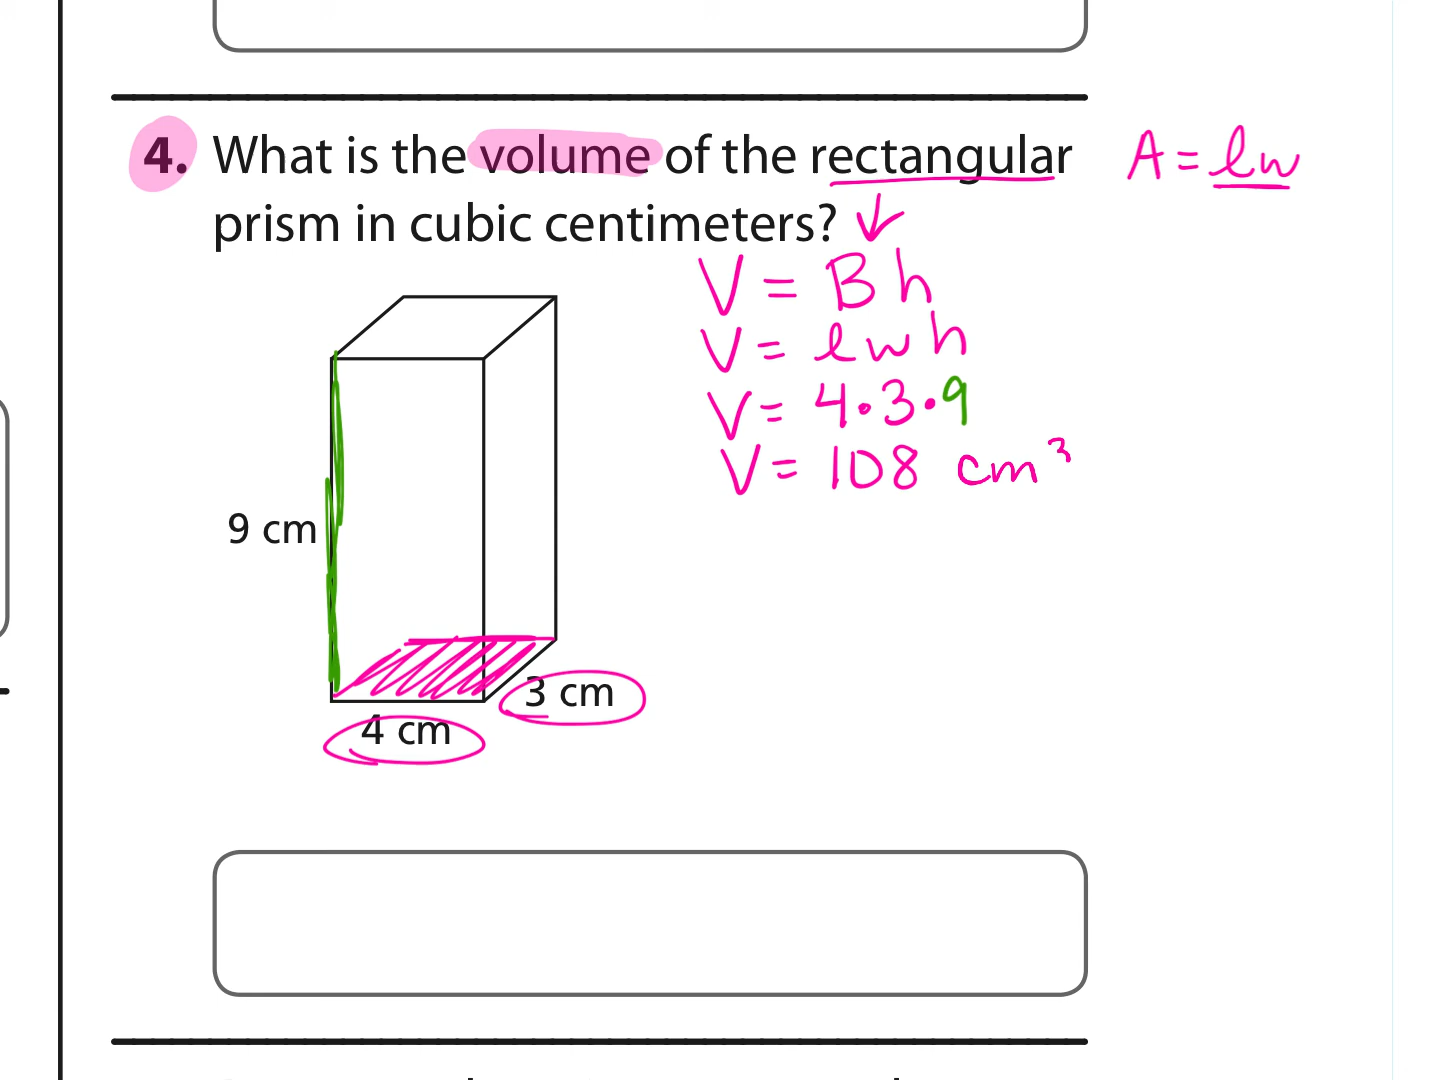 4. What is the volume of the rectangular
prism in cubic centimeters?
A = lw
V = Bh
V = lwh
V = 4·3·9
V = 108 cm³
9 cm
3 cm
4 cm